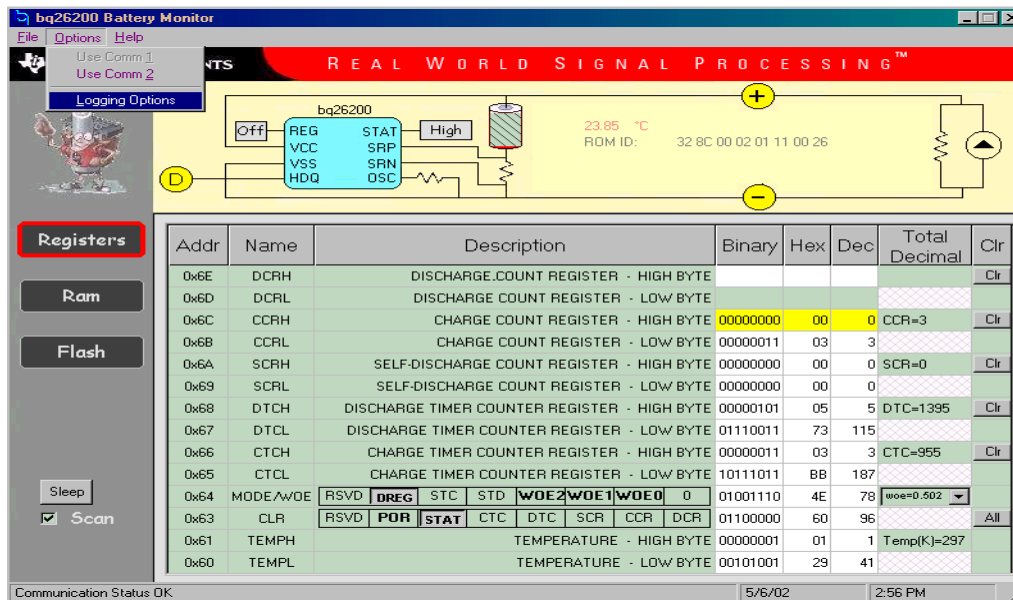 bq26200 Battery Monitor
File Options Help
Use Comm 1
Use Comm 2
Logging Options
NTS
REAL WORLD SIGNAL PROCESSING™
bq26200
Off REG STAT High
VCC SRP
VSS SRN
HDQ OSC
D
+
−
23.85 °C
ROM ID: 32 8C 00 02 01 11 00 26
Registers
Ram
Flash
Sleep
Scan
Addr Name Description Binary Hex Dec Total Decimal Clr
0x6E DCRH DISCHARGE.COUNT REGISTER - HIGH BYTE Clr
0x6D DCRL DISCHARGE COUNT REGISTER - LOW BYTE
0x6C CCRH CHARGE COUNT REGISTER - HIGH BYTE 00000000 00 0 CCR=3 Clr
0x6B CCRL CHARGE COUNT REGISTER - LOW BYTE 00000011 03 3
0x6A SCRH SELF-DISCHARGE COUNT REGISTER - HIGH BYTE 00000000 00 0 SCR=0 Clr
0x69 SCRL SELF-DISCHARGE COUNT REGISTER - LOW BYTE 00000000 00 0
0x68 DTCH DISCHARGE TIMER COUNTER REGISTER - HIGH BYTE 00000101 05 5 DTC=1395 Clr
0x67 DTCL DISCHARGE TIMER COUNTER REGISTER - LOW BYTE 01110011 73 115
0x66 CTCH CHARGE TIMER COUNTER REGISTER - HIGH BYTE 00000011 03 3 CTC=955 Clr
0x65 CTCL CHARGE TIMER COUNTER REGISTER - LOW BYTE 10111011 BB 187
0x64 MODE/WOE RSVD DREG STC STD WOE2 WOE1 WOE0 0 01001110 4E 78 woe=0.502
0x63 CLR RSVD POR STAT CTC DTC SCR CCR DCR 01100000 60 96 All
0x61 TEMPH TEMPERATURE - HIGH BYTE 00000001 01 1 Temp(K)=297
0x60 TEMPL TEMPERATURE - LOW BYTE 00101001 29 41
Communication Status OK 5/6/02 2:56 PM